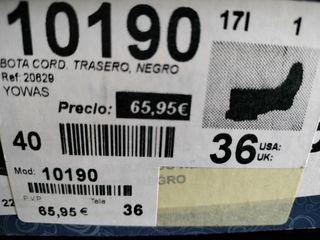 10190
17I 1
BOTA CORD. TRASERO, NEGRO
Ref: 20629
YOWAS
Precio: 65,95€
40
36 USA:
UK:
Mod: 10190
GRO
P.V.P Talla
65,95 € 36
22